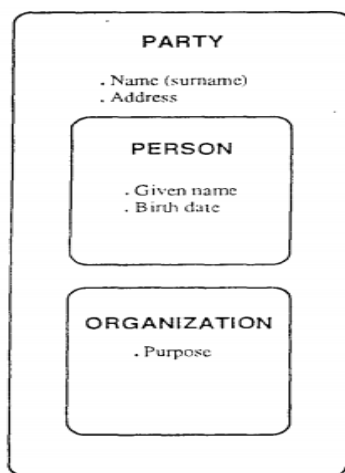 PARTY
. Name (surname)
. Address
PERSON
. Given name
. Birth date
ORGANIZATION
. Purpose